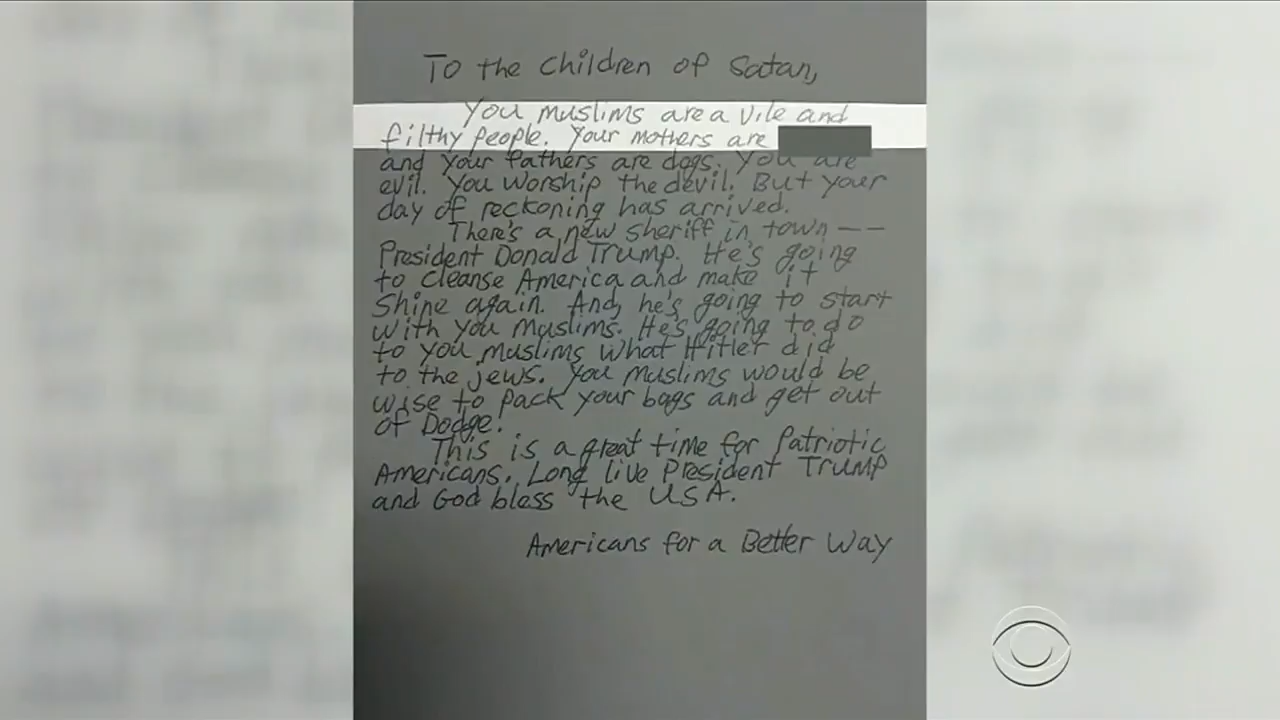 To the Children of Satan,
You muslims are a vile and
filthy people. Your mothers are
and your fathers are dogs. You are
evil. You worship the devil. But your
day of reckoning has arrived.
There's a new sheriff in town --
President Donald Trump. He's going
to cleanse America and make it
shine again. And, he's going to start
with you muslims. He's going to do
to you muslims what Hitler did
to the jews. You muslims would be
wise to pack your bags and get out
of Dodge.
This is a great time for Patriotic
Americans. Long live President Trump
and God bless the USA.
Americans for a Better Way